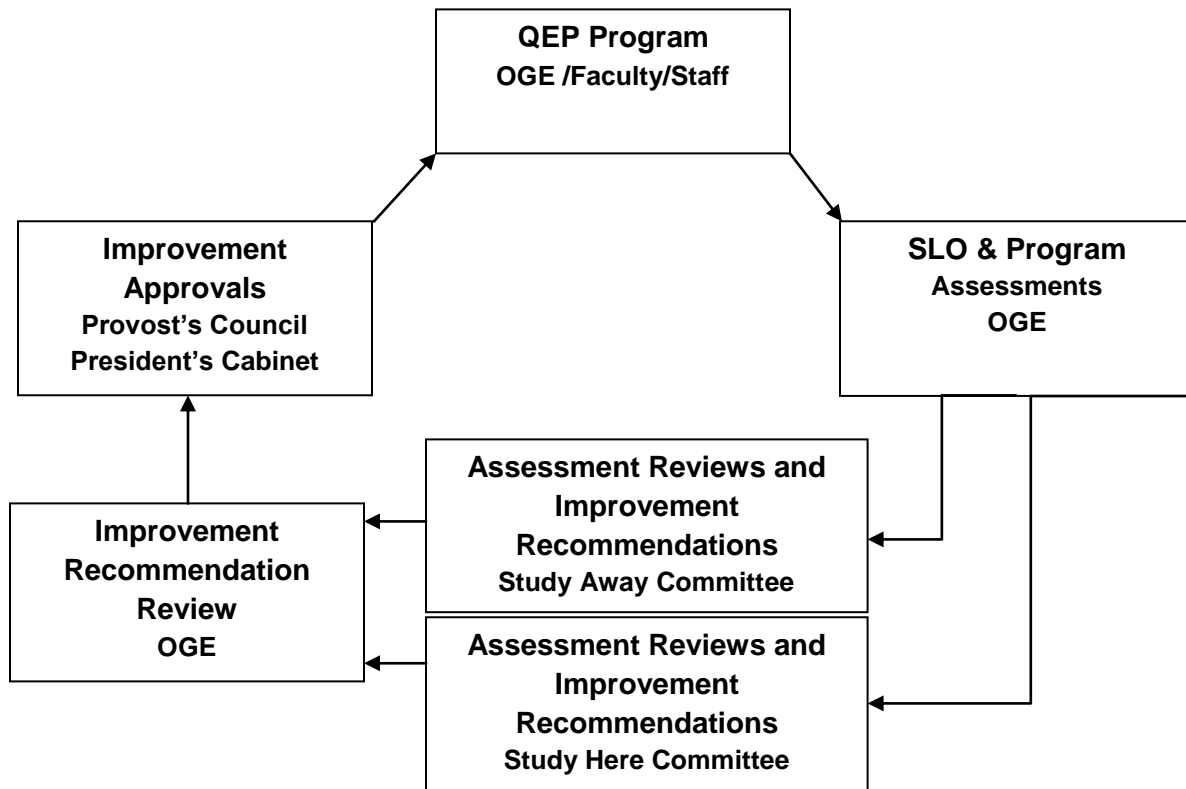 QEP Program
OGE /Faculty/Staff
Improvement
Approvals
Provost’s Council
President’s Cabinet
SLO & Program
Assessments
OGE
Assessment Reviews and
Improvement
Recommendations
Study Away Committee
Improvement
Recommendation
Review
OGE
Assessment Reviews and
Improvement
Recommendations
Study Here Committee